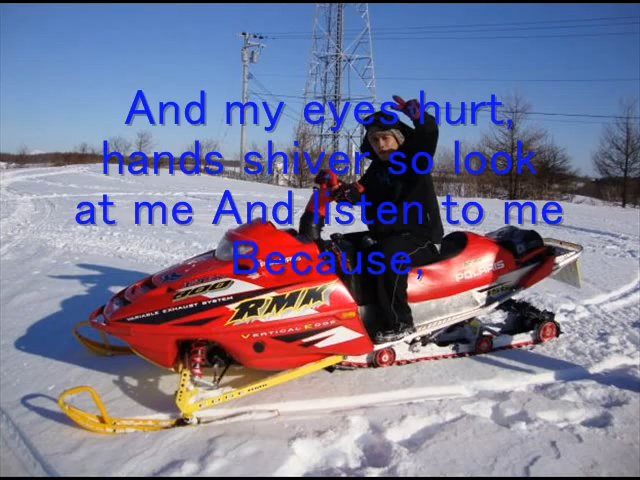 And my eyes hurt,
hands shiver so look
at me And listen to me
Because,
POLARIS
RMK
VARIABLE EXHAUST SYSTEM
VERTICAL EDGE